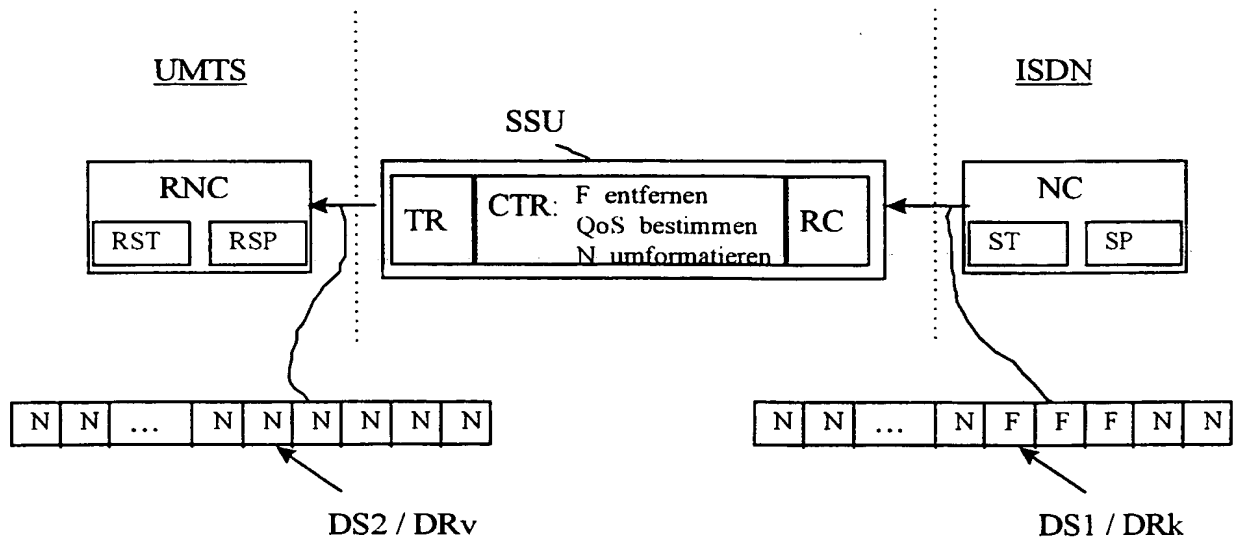 UMTS
ISDN
SSU
RNC
RST RSP
TR
CTR: F entfernen
QoS bestimmen
N umformatieren
RC
NC
ST SP
N N ... N N N N N N
N N ... N F F F N N
DS2 / DRv
DS1 / DRk